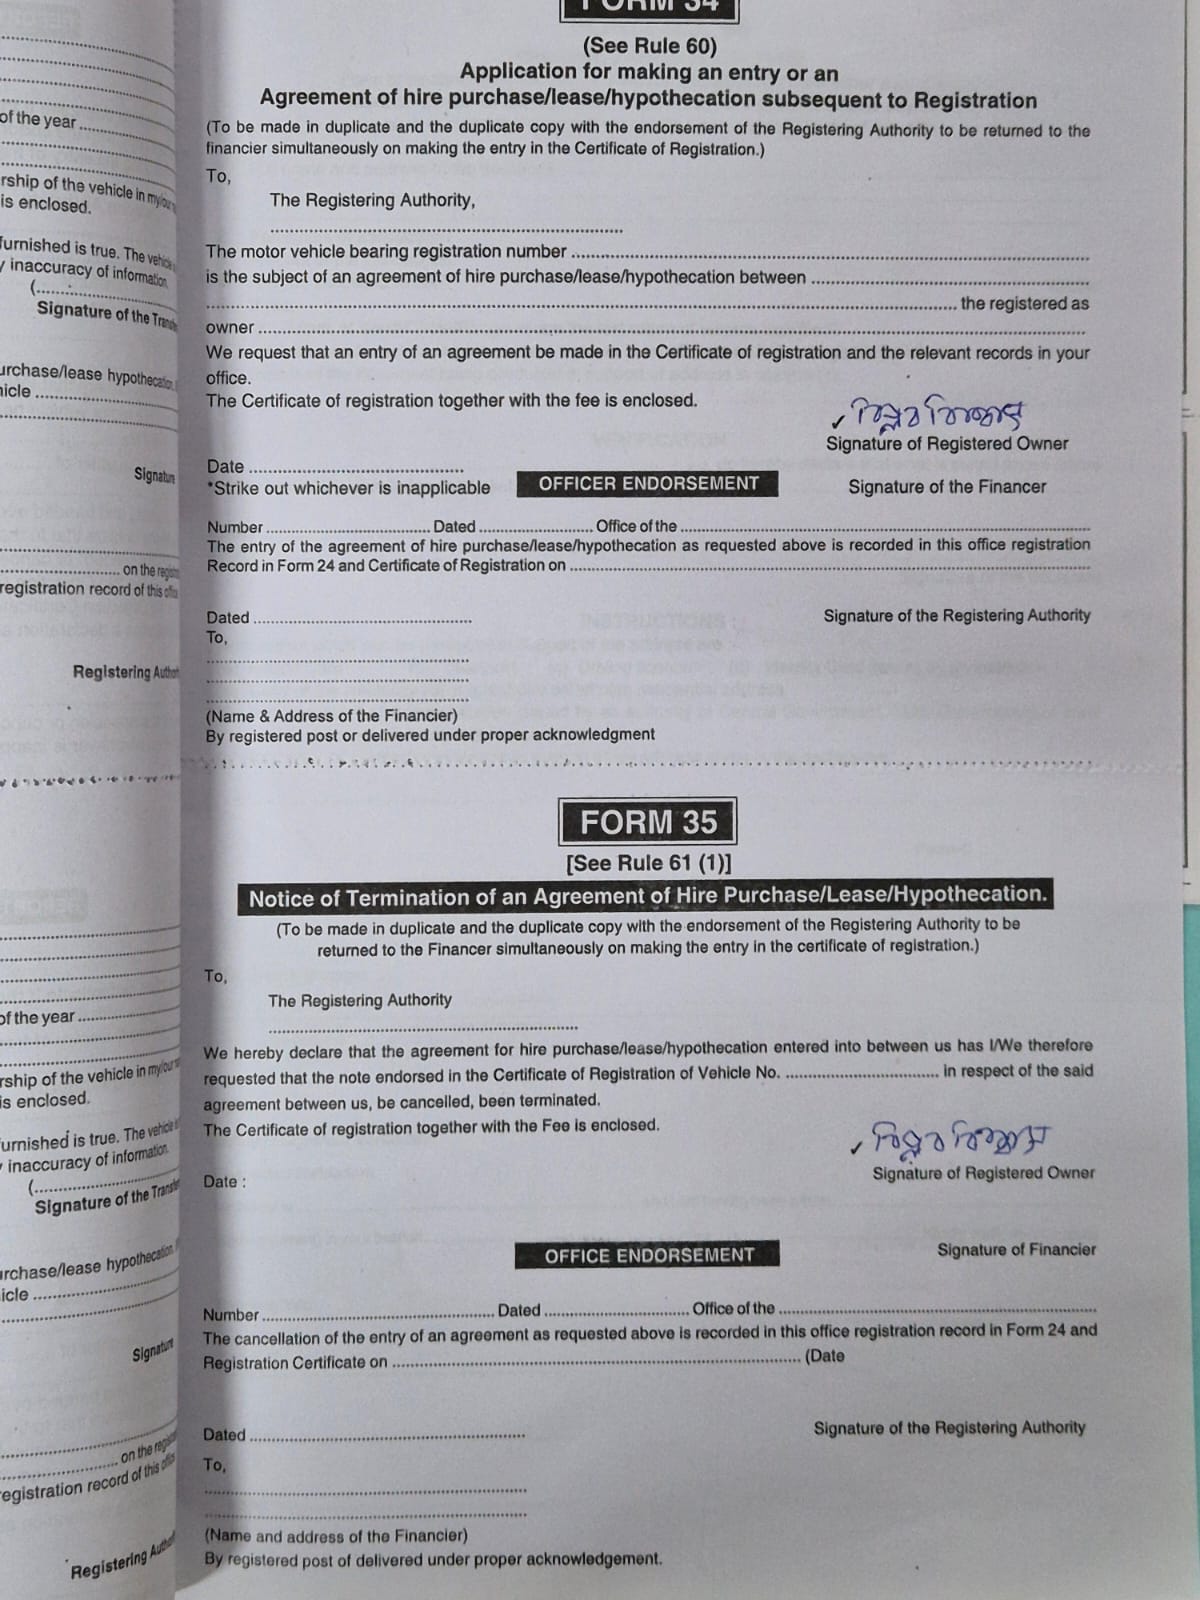 FORM 34
(See Rule 60)
Application for making an entry or an
Agreement of hire purchase/lease/hypothecation subsequent to Registration
(To be made in duplicate and the duplicate copy with the endorsement of the Registering Authority to be returned to the
financier simultaneously on making the entry in the Certificate of Registration.)
To,
The Registering Authority,
The motor vehicle bearing registration number
is the subject of an agreement of hire purchase/lease/hypothecation between
the registered as
owner
We request that an entry of an agreement be made in the Certificate of registration and the relevant records in your
office.
The Certificate of registration together with the fee is enclosed.
✓ বিপ্লব বিশ্বাস
Signature of Registered Owner
Date
*Strike out whichever is inapplicable OFFICER ENDORSEMENT Signature of the Financer
Number Dated Office of the
The entry of the agreement of hire purchase/lease/hypothecation as requested above is recorded in this office registration
Record in Form 24 and Certificate of Registration on
Dated Signature of the Registering Authority
To,
(Name & Address of the Financier)
By registered post or delivered under proper acknowledgment
FORM 35
[See Rule 61 (1)]
Notice of Termination of an Agreement of Hire Purchase/Lease/Hypothecation.
(To be made in duplicate and the duplicate copy with the endorsement of the Registering Authority to be
returned to the Financer simultaneously on making the entry in the certificate of registration.)
To,
The Registering Authority
We hereby declare that the agreement for hire purchase/lease/hypothecation entered into between us has I/We therefore
requested that the note endorsed in the Certificate of Registration of Vehicle No. in respect of the said
agreement between us, be cancelled, been terminated.
The Certificate of registration together with the Fee is enclosed.
✓ বিপ্লব বিশ্বাস
Signature of Registered Owner
Date :
OFFICE ENDORSEMENT Signature of Financier
Number Dated Office of the
The cancellation of the entry of an agreement as requested above is recorded in this office registration record in Form 24 and
Registration Certificate on (Date
Dated Signature of the Registering Authority
To,
(Name and address of the Financier)
By registered post of delivered under proper acknowledgement.
of the year
rship of the vehicle in my/our
is enclosed.
furnished is true. The vehicle
y inaccuracy of information
(
Signature of the
urchase/lease hypothecation
hicle
Signature
on the
registration record of this
Registering
of the year
rship of the vehicle in my/our
is enclosed.
furnished is true. The vehicle
y inaccuracy of information.
(
Signature of the
urchase/lease hypothecation
icle
Signature
on the
egistration record of this
Registering